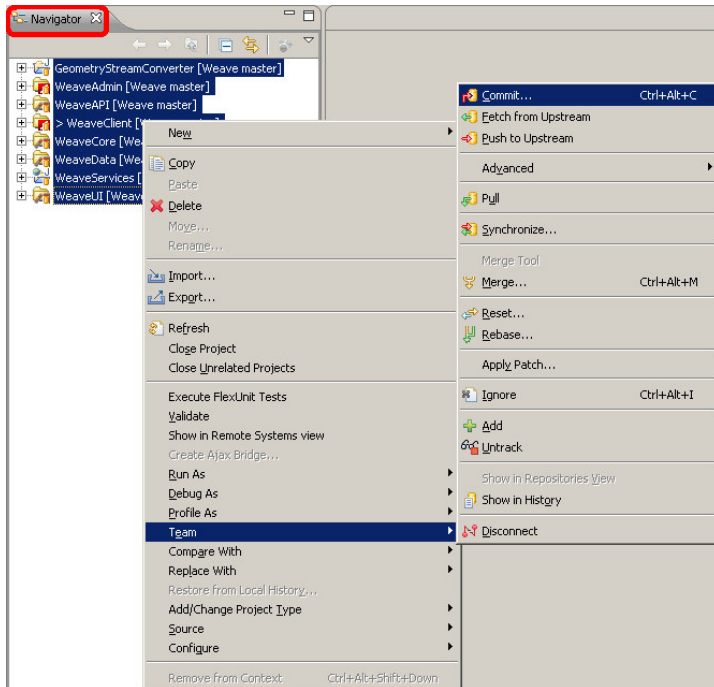 Navigator
GeometryStreamConverter [Weave master]
WeaveAdmin [Weave master]
WeaveAPI [Weave master]
> WeaveClient [
WeaveCore [Wea
WeaveData [Wea
WeaveServices [
WeaveUI [Weav
New
Copy
Paste
Delete
Move...
Rename...
Import...
Export...
Refresh
Close Project
Close Unrelated Projects
Execute FlexUnit Tests
Validate
Show in Remote Systems view
Create Ajax Bridge...
Run As
Debug As
Profile As
Team
Compare With
Replace With
Restore from Local History...
Add/Change Project Type
Source
Configure
Remove from Context Ctrl+Alt+Shift+Down
Commit... Ctrl+Alt+C
Fetch from Upstream
Push to Upstream
Advanced
Pull
Synchronize...
Merge Tool
Merge... Ctrl+Alt+M
Reset...
Rebase...
Apply Patch...
Ignore Ctrl+Alt+I
Add
Untrack
Show in Repositories View
Show in History
Disconnect